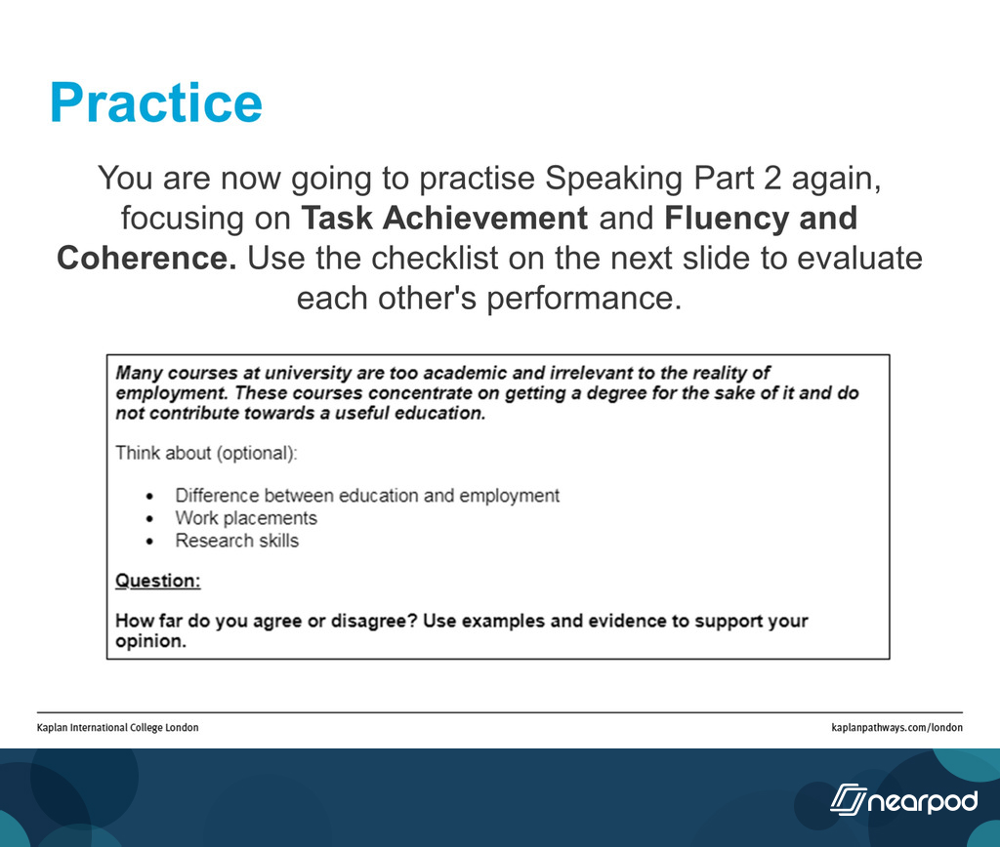 Practice
You are now going to practise Speaking Part 2 again,
focusing on Task Achievement and Fluency and
Coherence. Use the checklist on the next slide to evaluate
each other's performance.
Many courses at university are too academic and irrelevant to the reality of
employment. These courses concentrate on getting a degree for the sake of it and do
not contribute towards a useful education.
Think about (optional):
• Difference between education and employment
• Work placements
• Research skills
Question:
How far do you agree or disagree? Use examples and evidence to support your
opinion.
Kaplan International College London
kaplanpathways.com/london
nearpod